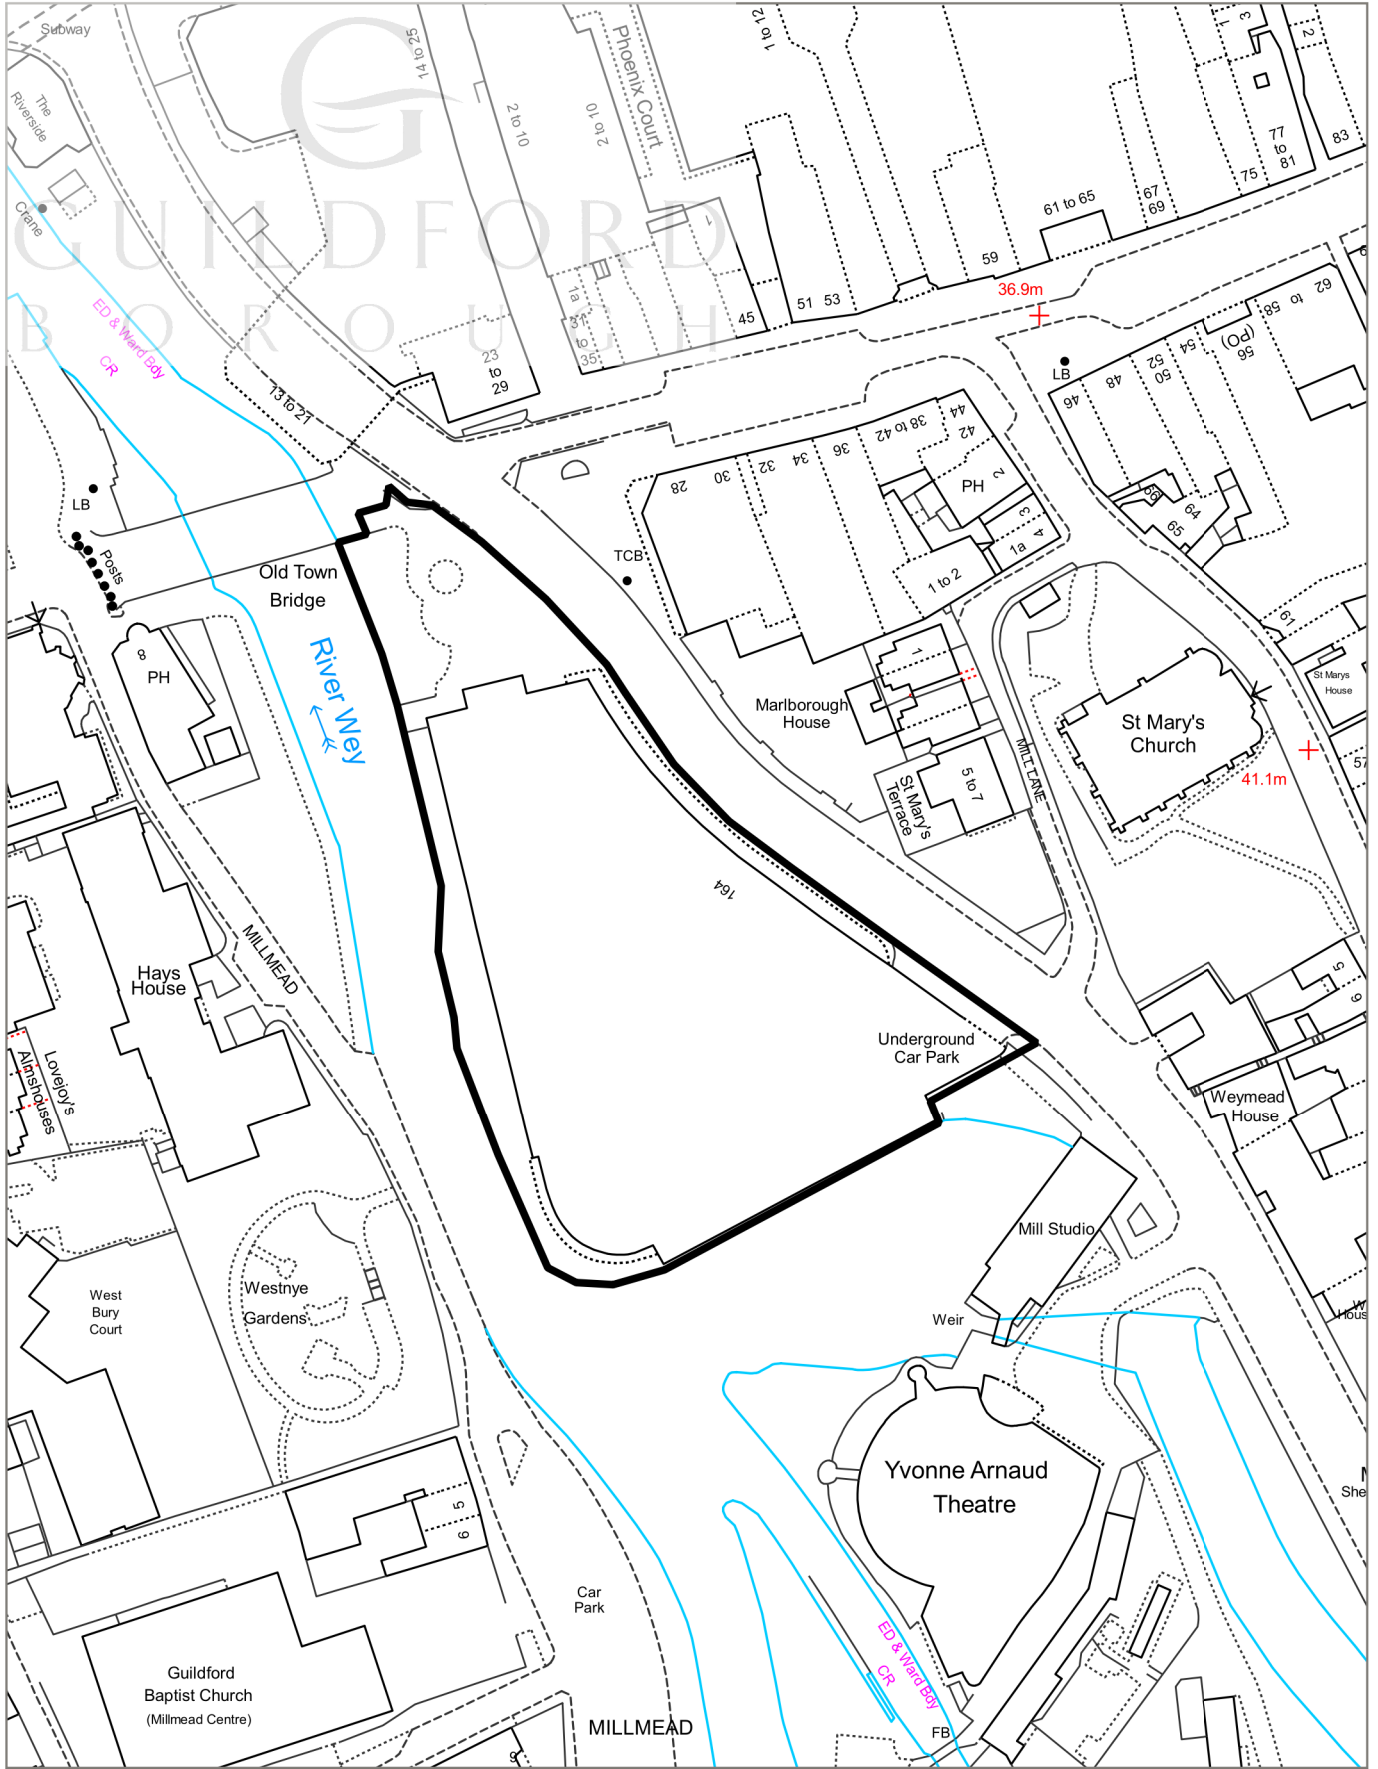 Subway
The
Riverside
Crane
GUILDFORD
BOROUGH
14 to 25
2 to 10
2 to 10
Phoenix Court
1 to 12
1
3
2
77
to
81
83
75
67
69
61 to 65
59
36.9m
51 53
45
1
1a
31
to
35
23
to
29
13 to 21
ED & Ward Bdy
CR
LB
Posts
Old Town
Bridge
River Wey
8
PH
TCB
28
30
32
34
36
38 to 42
44
42
PH
2
3
4
1a
1 to 2
LB
46
48
50
52
54
56
(PO)
58 to 62
66
64
65
61
St Marys
House
57
41.1m
St Mary's
Church
MILL LANE
1
Marlborough
House
5 to 7
St Mary's
Terrace
164
Hays
House
MILLMEAD
Lovejoy's
Almshouses
Underground
Car Park
5
6
Weymead
House
Mill Studio
Weir
West
Bury
Court
Westnye
Gardens
Yvonne Arnaud
Theatre
5
6
Car
Park
Guildford
Baptist Church
(Millmead Centre)
MILLMEAD
ED & Ward Bdy
CR
FB